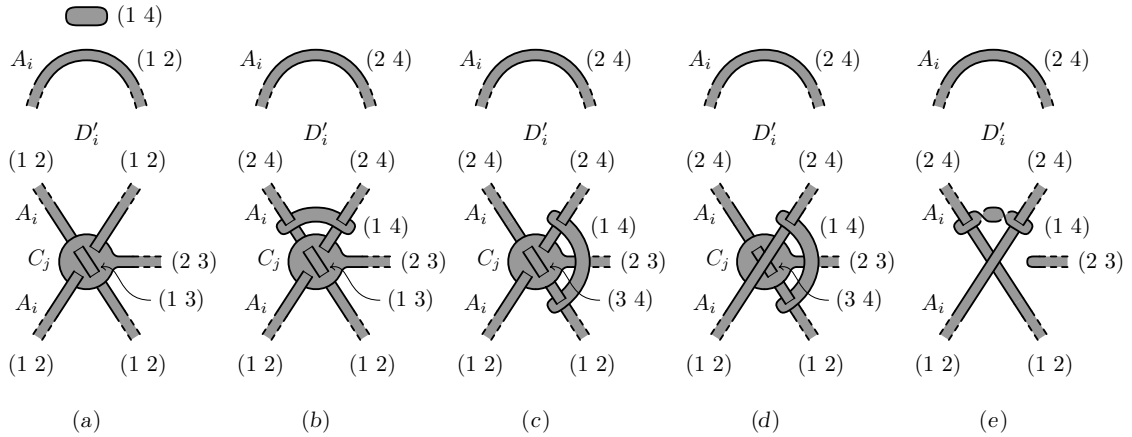 (1 4)
A_i (1 2) A_i (2 4) A_i (2 4) A_i (2 4) A_i (2 4)
D'_i D'_i D'_i D'_i D'_i
(1 2) (1 2) (2 4) (2 4) (2 4) (2 4) (2 4) (2 4) (2 4) (2 4)
A_i A_i A_i A_i A_i
(1 4) (1 4) (1 4) (1 4)
C_j (2 3) C_j (2 3) C_j (2 3) C_j (2 3) (2 3)
A_i (1 3) A_i (1 3) A_i (3 4) A_i (3 4) A_i
(1 2) (1 2) (1 2) (1 2) (1 2) (1 2) (1 2) (1 2) (1 2) (1 2)
(a) (b) (c) (d) (e)